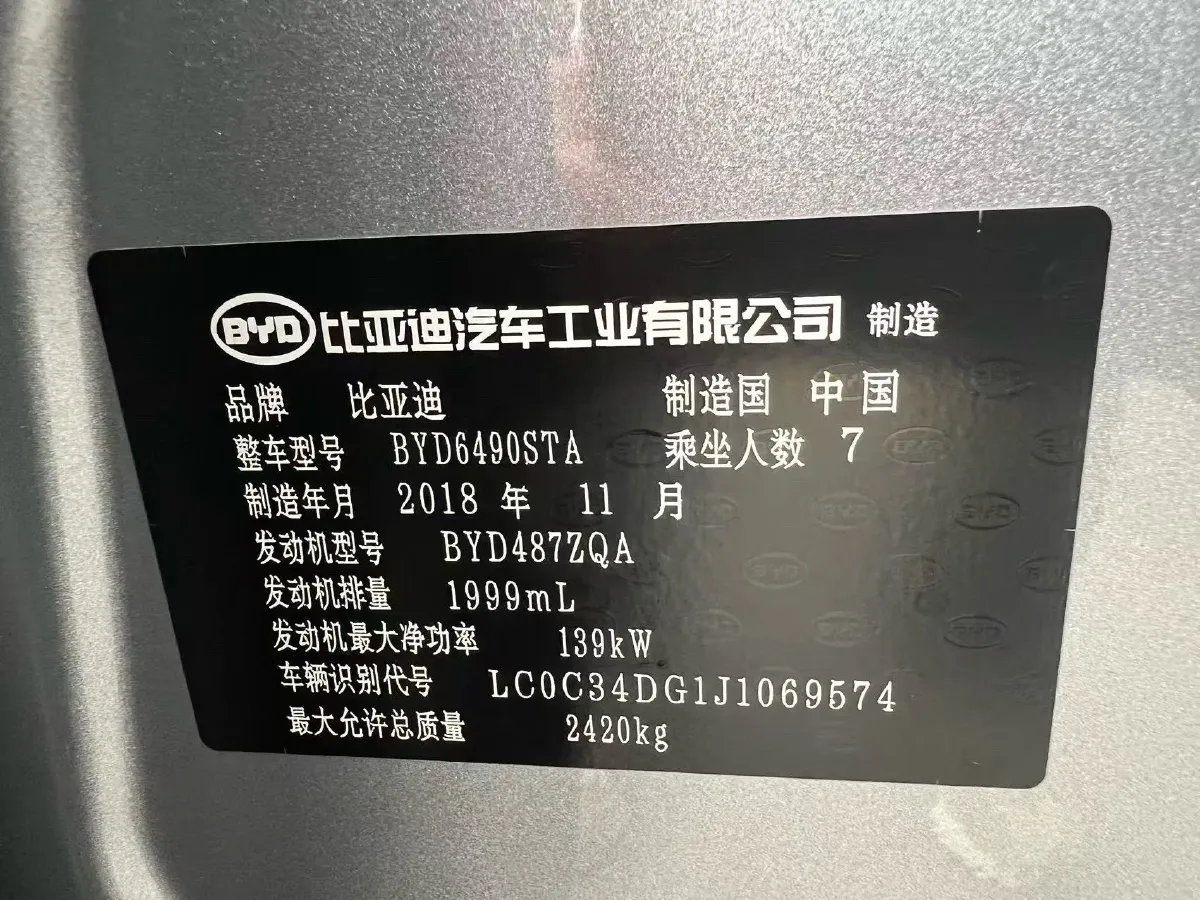 BYD 比亚迪汽车工业有限公司 制造
品牌 比亚迪 制造国 中国
整车型号 BYD6490STA 乘坐人数 7
制造年月 2018 年 11 月
发动机型号 BYD487ZQA
发动机排量 1999mL
发动机最大净功率 139kW
车辆识别代号 LC0C34DG1J1069574
最大允许总质量 2420kg